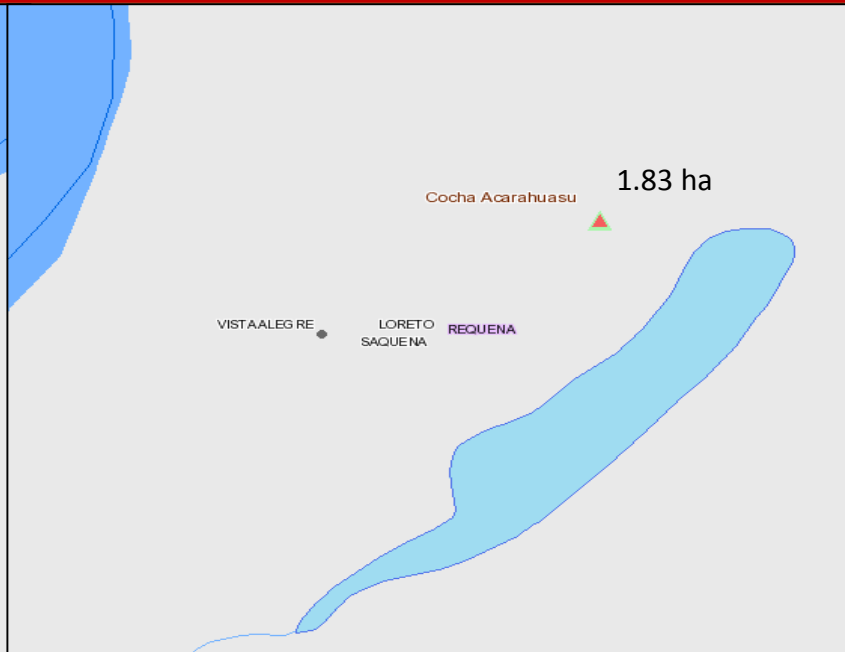 1.83 ha
Cocha Acarahuasu
VISTAALEGRE
LORETO
SAQUENA
REQUENA